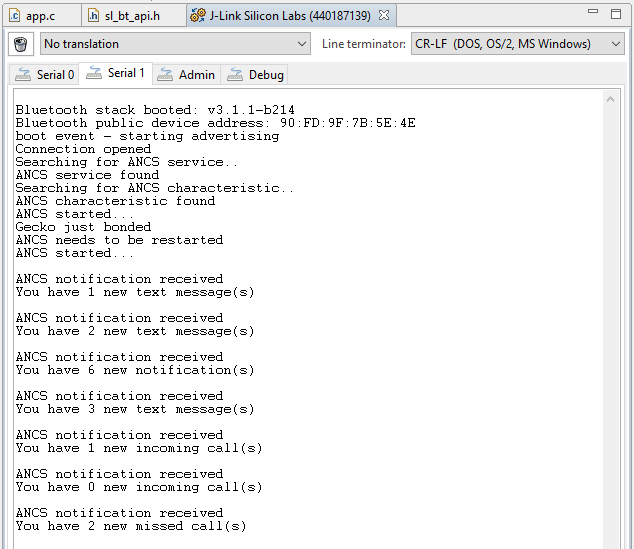 app.c
sl_bt_api.h
J-Link Silicon Labs (440187139)
No translation
Line terminator:
CR-LF (DOS, OS/2, MS Windows)
Serial 0
Serial 1
Admin
Debug
Bluetooth stack booted: v3.1.1-b214
Bluetooth public device address: 90:FD:9F:7B:5E:4E
boot event - starting advertising
Connection opened
Searching for ANCS service..
ANCS service found
Searching for ANCS characteristic..
ANCS characteristic found
ANCS started...
Gecko just bonded
ANCS needs to be restarted
ANCS started...
ANCS notification received
You have 1 new text message(s)
ANCS notification received
You have 2 new text message(s)
ANCS notification received
You have 6 new notification(s)
ANCS notification received
You have 3 new text message(s)
ANCS notification received
You have 1 new incoming call(s)
ANCS notification received
You have 0 new incoming call(s)
ANCS notification received
You have 2 new missed call(s)